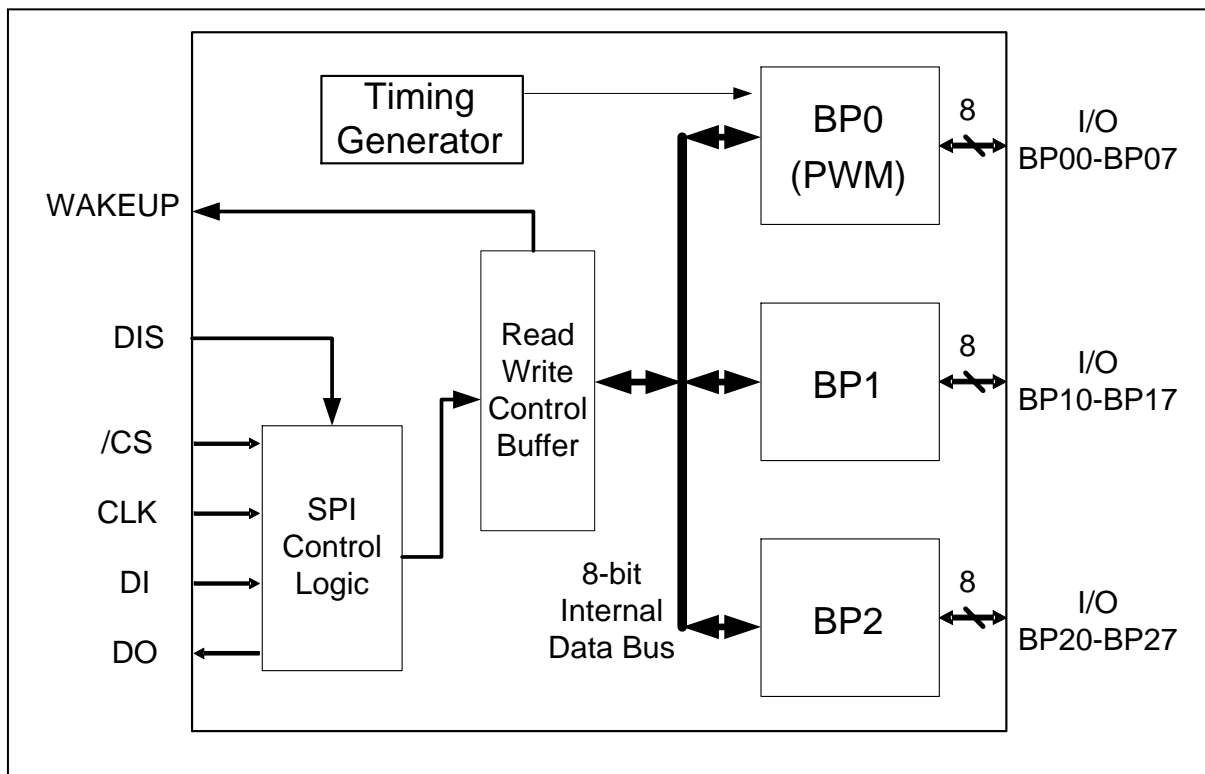 Timing
Generator
BP0
(PWM)
8
I/O
BP00-BP07
WAKEUP
DIS
/CS
CLK
DI
DO
SPI
Control
Logic
Read
Write
Control
Buffer
8-bit
Internal
Data Bus
BP1
8
I/O
BP10-BP17
BP2
8
I/O
BP20-BP27